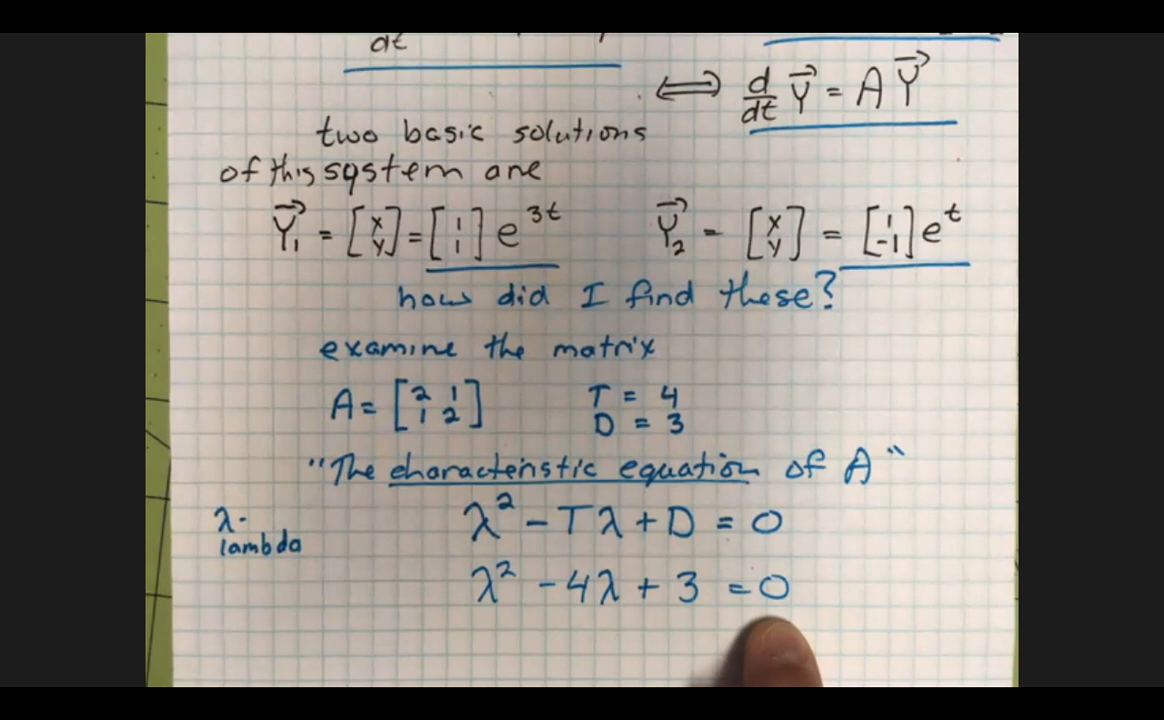 dt
⟺ d/dt Y⃗ = A Y⃗
two basic solutions
of this system are
Y⃗₁ = [x y] = [1 1] e^3t Y⃗₂ = [x y] = [1 -1] e^t
how did I find these?
examine the matrix
A = [2 1 1 2] T = 4
D = 3
"The characteristic equation of A"
λ² - Tλ + D = 0
λ-
lambda
λ² - 4λ + 3 = 0